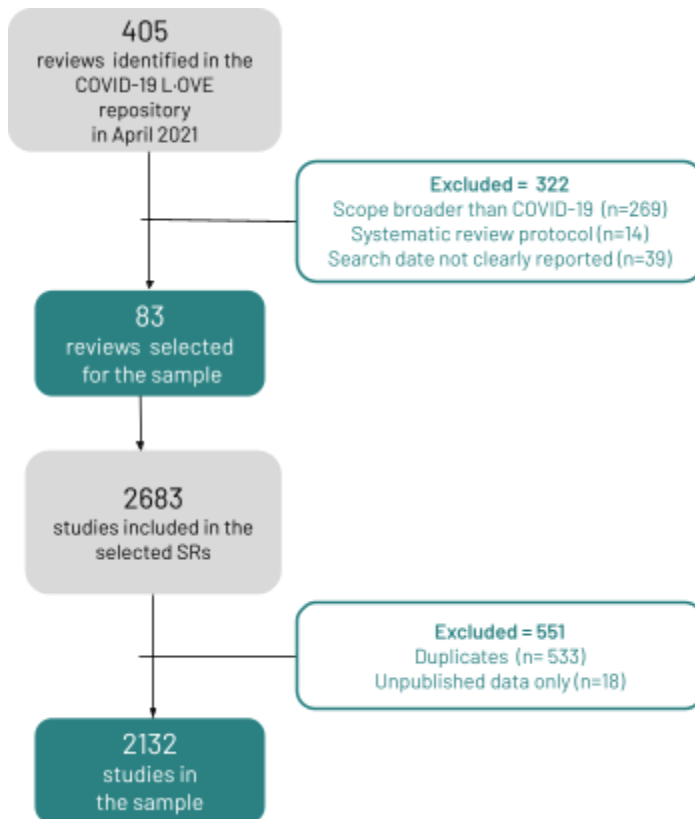 405
reviews identified in the
COVID-19 L·OVE
repository
in April 2021
Excluded = 322
Scope broader than COVID-19 (n=269)
Systematic review protocol (n=14)
Search date not clearly reported (n=39)
83
reviews selected
for the sample
2683
studies included in the
selected SRs
Excluded = 551
Duplicates (n= 533)
Unpublished data only (n=18)
2132
studies in
the sample